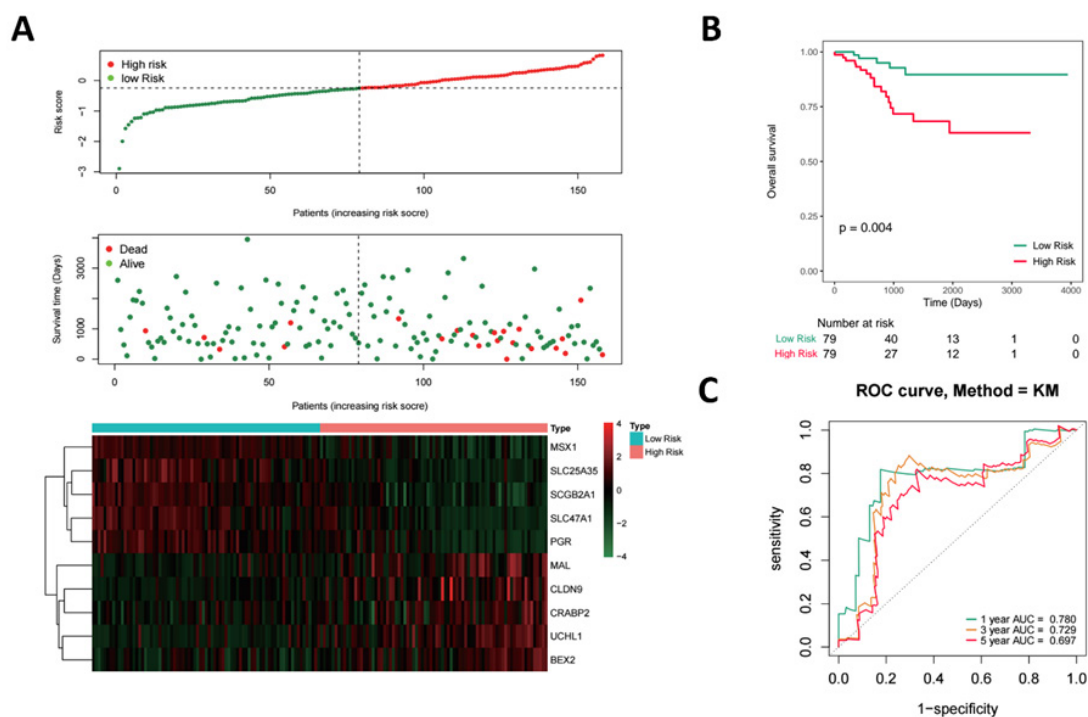 A
High risk
low Risk
Risk score
0
-1
-2
-3
0
50
100
150
Patients (increasing risk socre)
Dead
Alive
Survival time (Days)
3000
1000
0
0
50
100
150
Patients (increasing risk socre)
Type
MSX1
SLC25A35
SCGB2A1
SLC47A1
PGR
MAL
CLDN9
CRABP2
UCHL1
BEX2
4
2
0
-2
-4
Type
Low Risk
High Risk
B
Overall survival
1.00
0.75
0.50
0.25
0.00
p = 0.004
Low Risk
High Risk
0
1000
2000
3000
4000
Time (Days)
Number at risk
Low Risk 79 40 13 1 0
High Risk 79 27 12 1 0
C
ROC curve, Method = KM
sensitivity
1.0
0.8
0.6
0.4
0.2
0.0
1 year AUC = 0.780
3 year AUC = 0.729
5 year AUC = 0.697
0.0
0.2
0.4
0.6
0.8
1.0
1-specificity